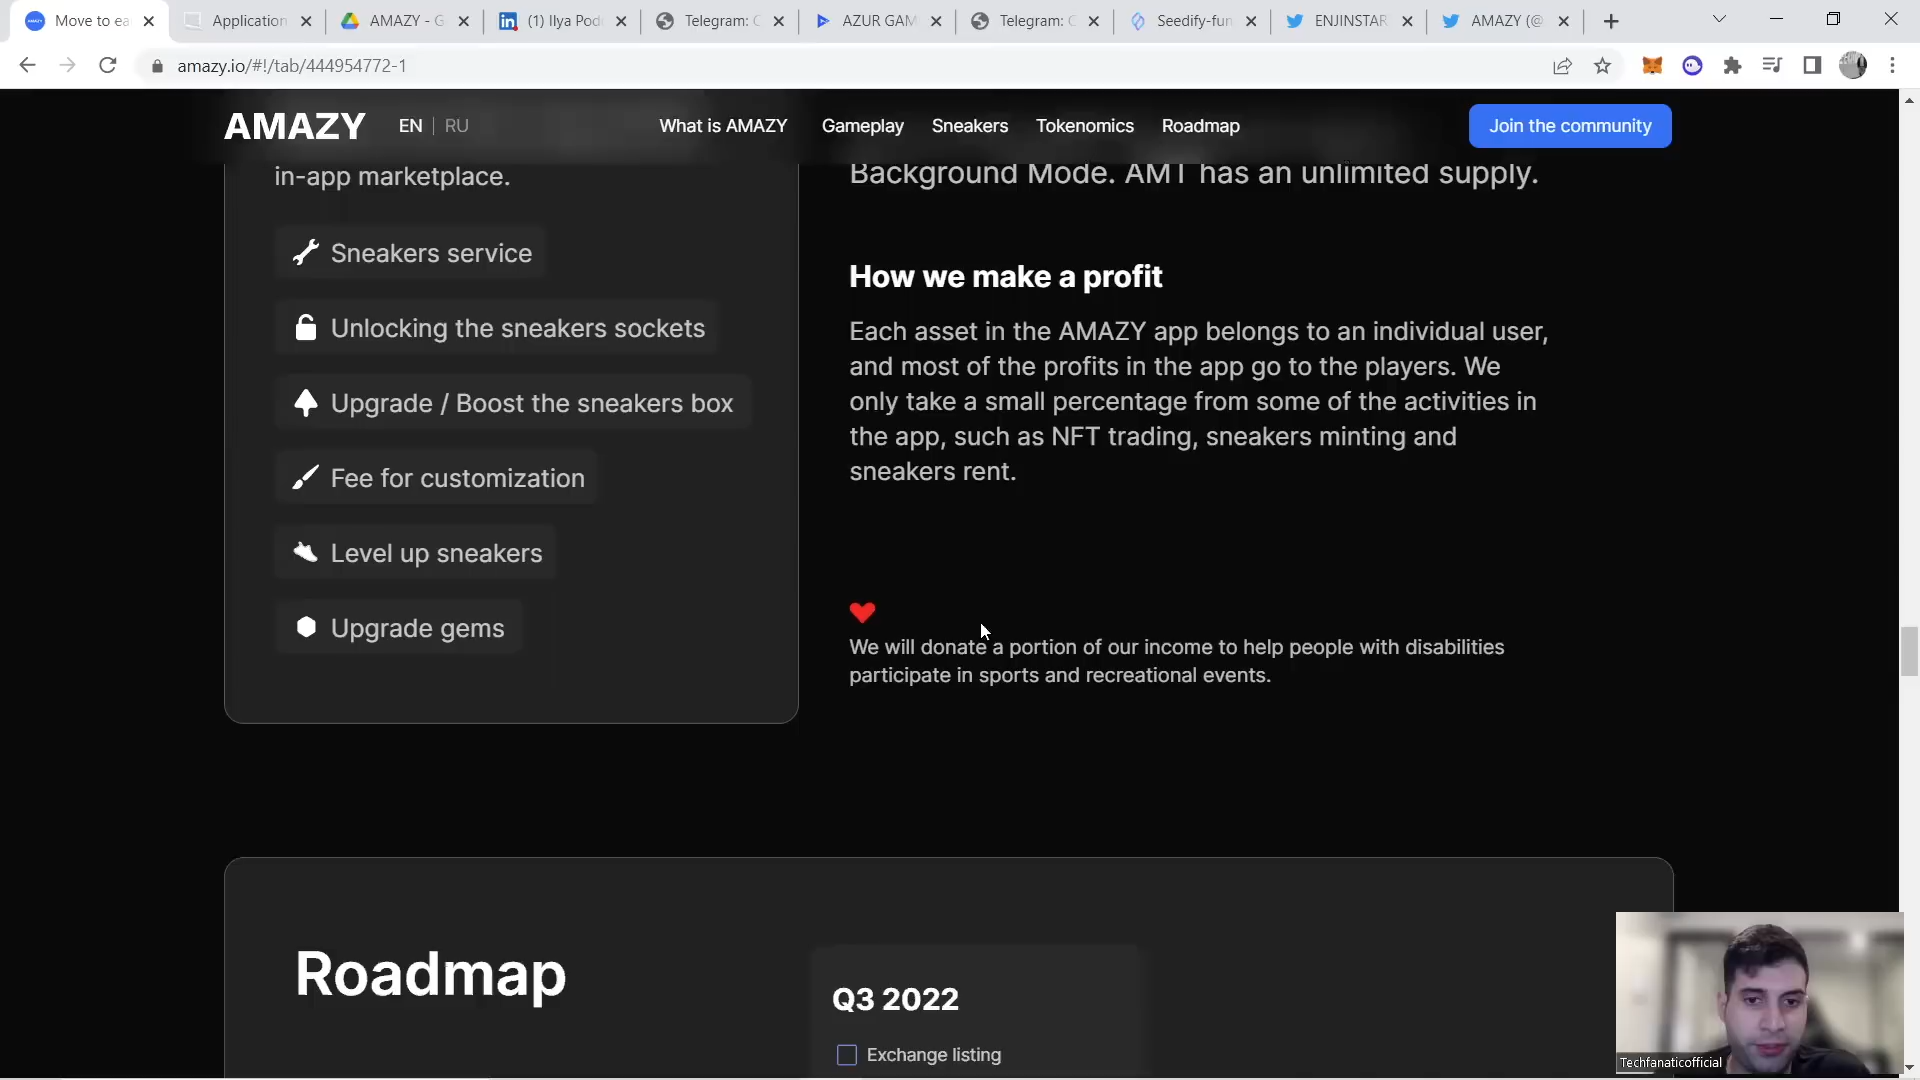 Move to ea
Application
AMAZY - G
(1) Ilya Pod
Telegram: C
AZUR GAM
Telegram: C
Seedify-fun
ENJINSTAR
AMAZY (@
amazy.io/#!/tab/444954772-1
AMAZY
EN | RU
What is AMAZY
Gameplay
Sneakers
Tokenomics
Roadmap
Join the community
in-app marketplace.
Sneakers service
Unlocking the sneakers sockets
Upgrade / Boost the sneakers box
Fee for customization
Level up sneakers
Upgrade gems
Background Mode. AMT has an unlimited supply.
How we make a profit
Each asset in the AMAZY app belongs to an individual user,
and most of the profits in the app go to the players. We
only take a small percentage from some of the activities in
the app, such as NFT trading, sneakers minting and
sneakers rent.
We will donate a portion of our income to help people with disabilities
participate in sports and recreational events.
Roadmap
Q3 2022
Exchange listing
Techfanaticofficial